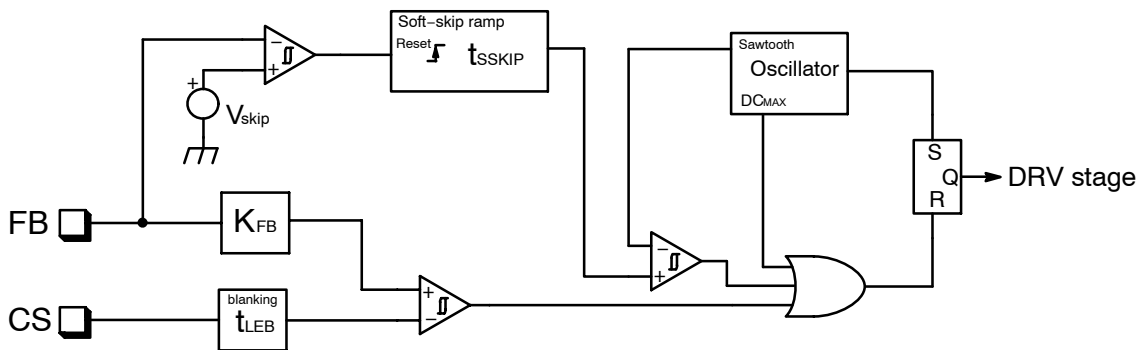 Soft-skip ramp
Reset
tSSKIP
Sawtooth
Oscillator
DCMAX
−
+
+
Vskip
S
Q
R
DRV stage
FB
KFB
−
+
CS
blanking
tLEB
+
−